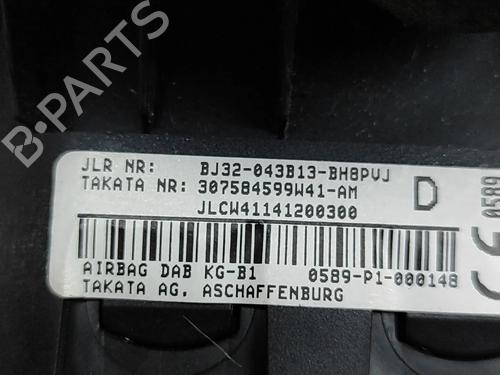 B-PARTS
JLR NR: BJ32-043B13-BH8PVJ
TAKATA NR: 307584599W41-AM
D
JLCW41141200300
AIRBAG DAB KG-B1 0589-P1-000148
TAKATA AG, ASCHAFFENBURG
CE 0589